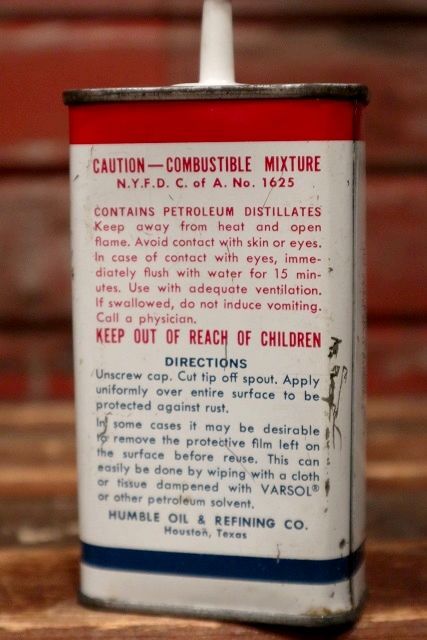 CAUTION—COMBUSTIBLE MIXTURE
N.Y.F.D. C. of A. No. 1625
CONTAINS PETROLEUM DISTILLATES
Keep away from heat and open
flame. Avoid contact with skin or eyes.
In case of contact with eyes, imme-
diately flush with water for 15 min-
utes. Use with adequate ventilation.
If swallowed, do not induce vomiting.
Call a physician.
KEEP OUT OF REACH OF CHILDREN
DIRECTIONS
Unscrew cap. Cut tip off spout. Apply
uniformly over entire surface to be
protected against rust.
In some cases it may be desirable
to remove the protective film left on
the surface before reuse. This can
easily be done by wiping with a cloth
or tissue dampened with VARSOL®
or other petroleum solvent.
HUMBLE OIL & REFINING CO.
Houston, Texas